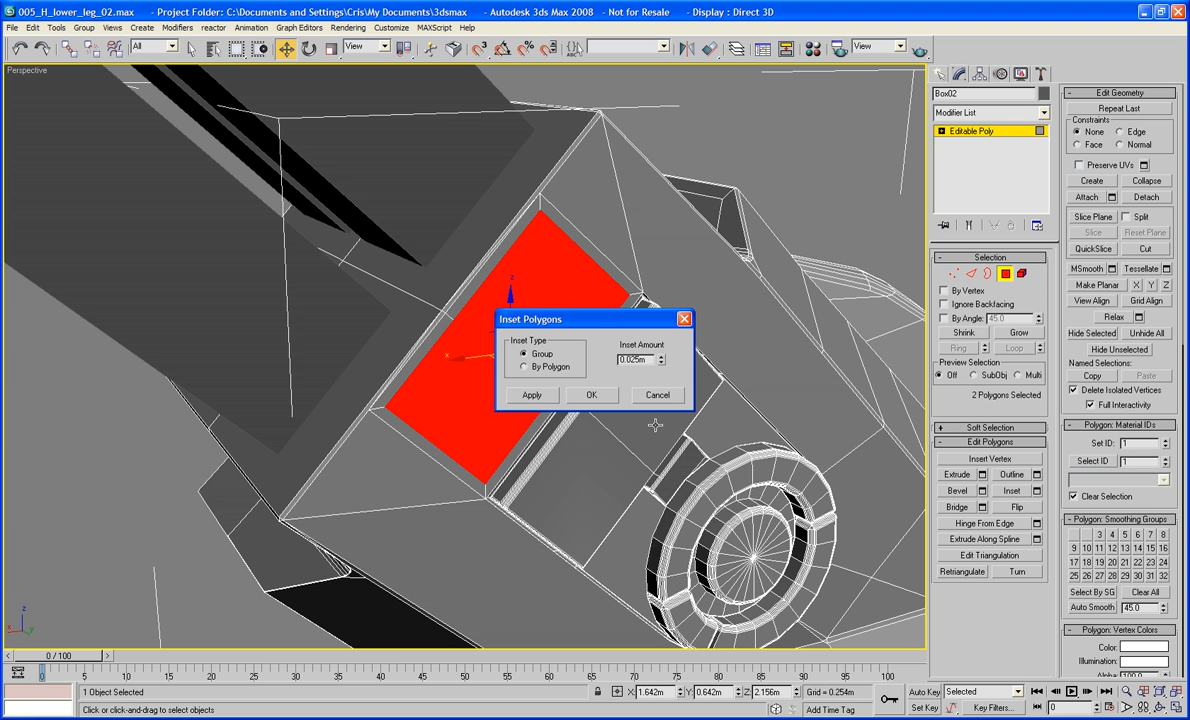 005_H_lower_leg_02.max - Project Folder: C:\Documents and Settings\Cris\My Documents\3dsmax - Autodesk 3ds Max 2008 - Not for Resale - Display : Direct 3D
File Edit Tools Group Views Create Modifiers reactor Animation Graph Editors Rendering Customize MAXScript Help
All View View
Perspective
Box02
Modifier List
Editable Poly
Selection
By Vertex
Ignore Backfacing
By Angle: 45.0
Shrink Grow
Ring Loop
Preview Selection
Off SubObj Multi
2 Polygons Selected
Soft Selection
Edit Polygons
Insert Vertex
Extrude Outline
Bevel Inset
Bridge Flip
Hinge From Edge
Extrude Along Spline
Edit Triangulation
Retriangulate Turn
Edit Geometry
Repeat Last
Constraints
None Edge
Face Normal
Preserve UVs
Create Collapse
Attach Detach
Slice Plane Split
Slice Reset Plane
QuickSlice Cut
MSmooth Tessellate
Make Planar X Y Z
View Align Grid Align
Relax
Hide Selected Unhide All
Hide Unselected
Named Selections:
Copy Paste
Delete Isolated Vertices
Full Interactivity
Polygon: Material IDs
Set ID: 1
Select ID 1
Clear Selection
Polygon: Smoothing Groups
3 4 5 6 7 8
9 10 11 12 13 14 15 16
17 18 19 20 21 22 23 24
25 26 27 28 29 30 31 32
Select By SG Clear All
Auto Smooth 45.0
Polygon: Vertex Colors
Color:
Illumination:
Alpha: 100.0
Inset Polygons
Inset Type
Group
By Polygon
Inset Amount
0.025m
Apply OK Cancel
z
x
z
x y
0 / 100
0 5 10 15 20 25 30 35 40 45 50 55 60 65 70 75 80 85 90 95 100
1 Object Selected X: 1.642m Y: 0.642m Z: 2.156m Grid = 0.254m Auto Key Selected
Click or click-and-drag to select objects Add Time Tag Set Key Key Filters... 0